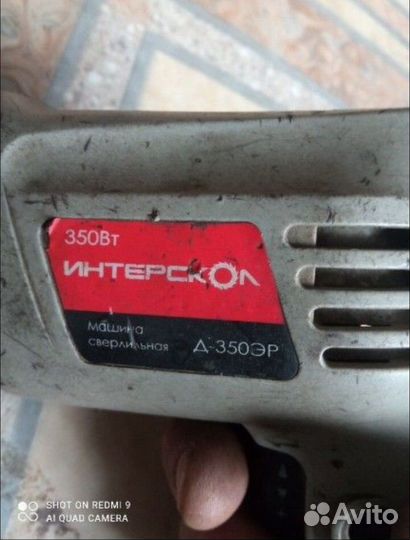 350Вт
ИНТЕРСКОЛ
Машина
сверлильная Д-350ЭР
SHOT ON REDMI 9
AI QUAD CAMERA
Avito